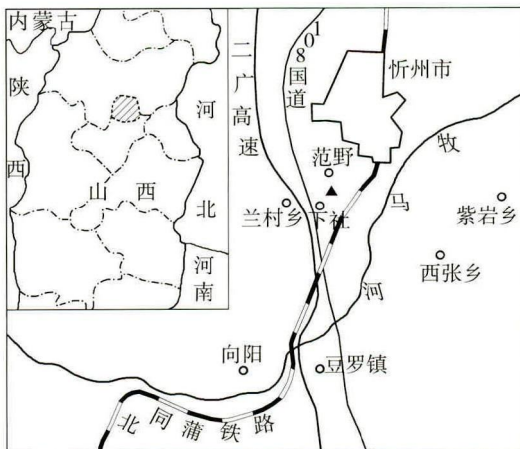 内蒙古
陕西
山西
河北
河南
二广高速
108国道
忻州市
范野
下社
兰村乡
牧马河
紫岩乡
西张乡
向阳
豆罗镇
北同蒲铁路